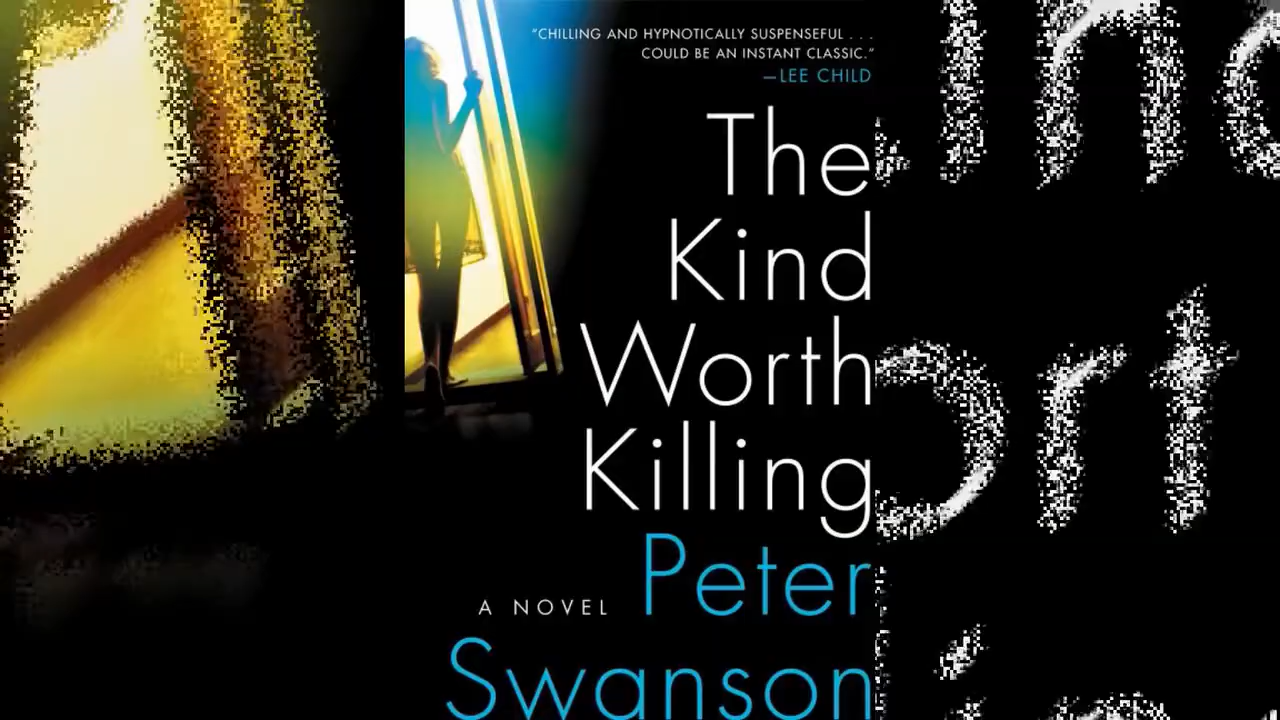 “CHILLING AND HYPNOTICALLY SUSPENSEFUL . . .
COULD BE AN INSTANT CLASSIC.”
—LEE CHILD
The
Kind
Worth
Killing
A NOVEL Peter
Swanson